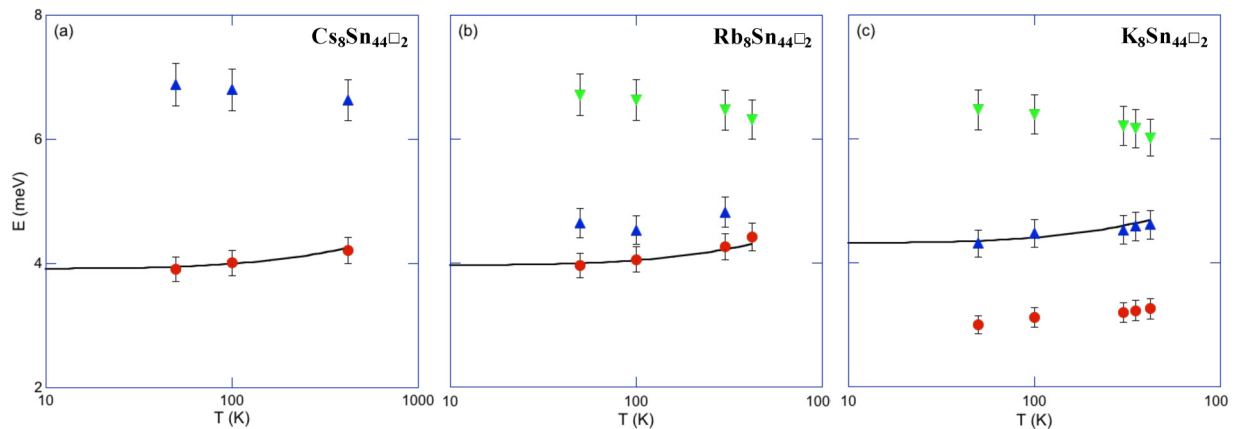 (a) Cs₈Sn₄₄□₂
(b) Rb₈Sn₄₄□₂
(c) K₈Sn₄₄□₂
8
6
4
2
E (meV)
10 100 1000
10 100 100
10 100 100
T (K)
T (K)
T (K)